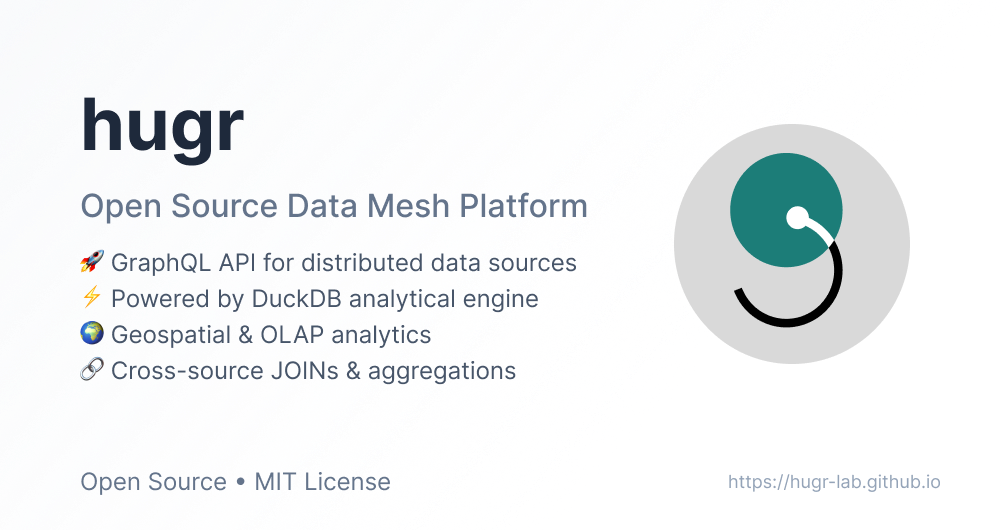 hugr
Open Source Data Mesh Platform
🚀 GraphQL API for distributed data sources
⚡ Powered by DuckDB analytical engine
🌍 Geospatial & OLAP analytics
🔗 Cross-source JOINs & aggregations
Open Source • MIT License
https://hugr-lab.github.io